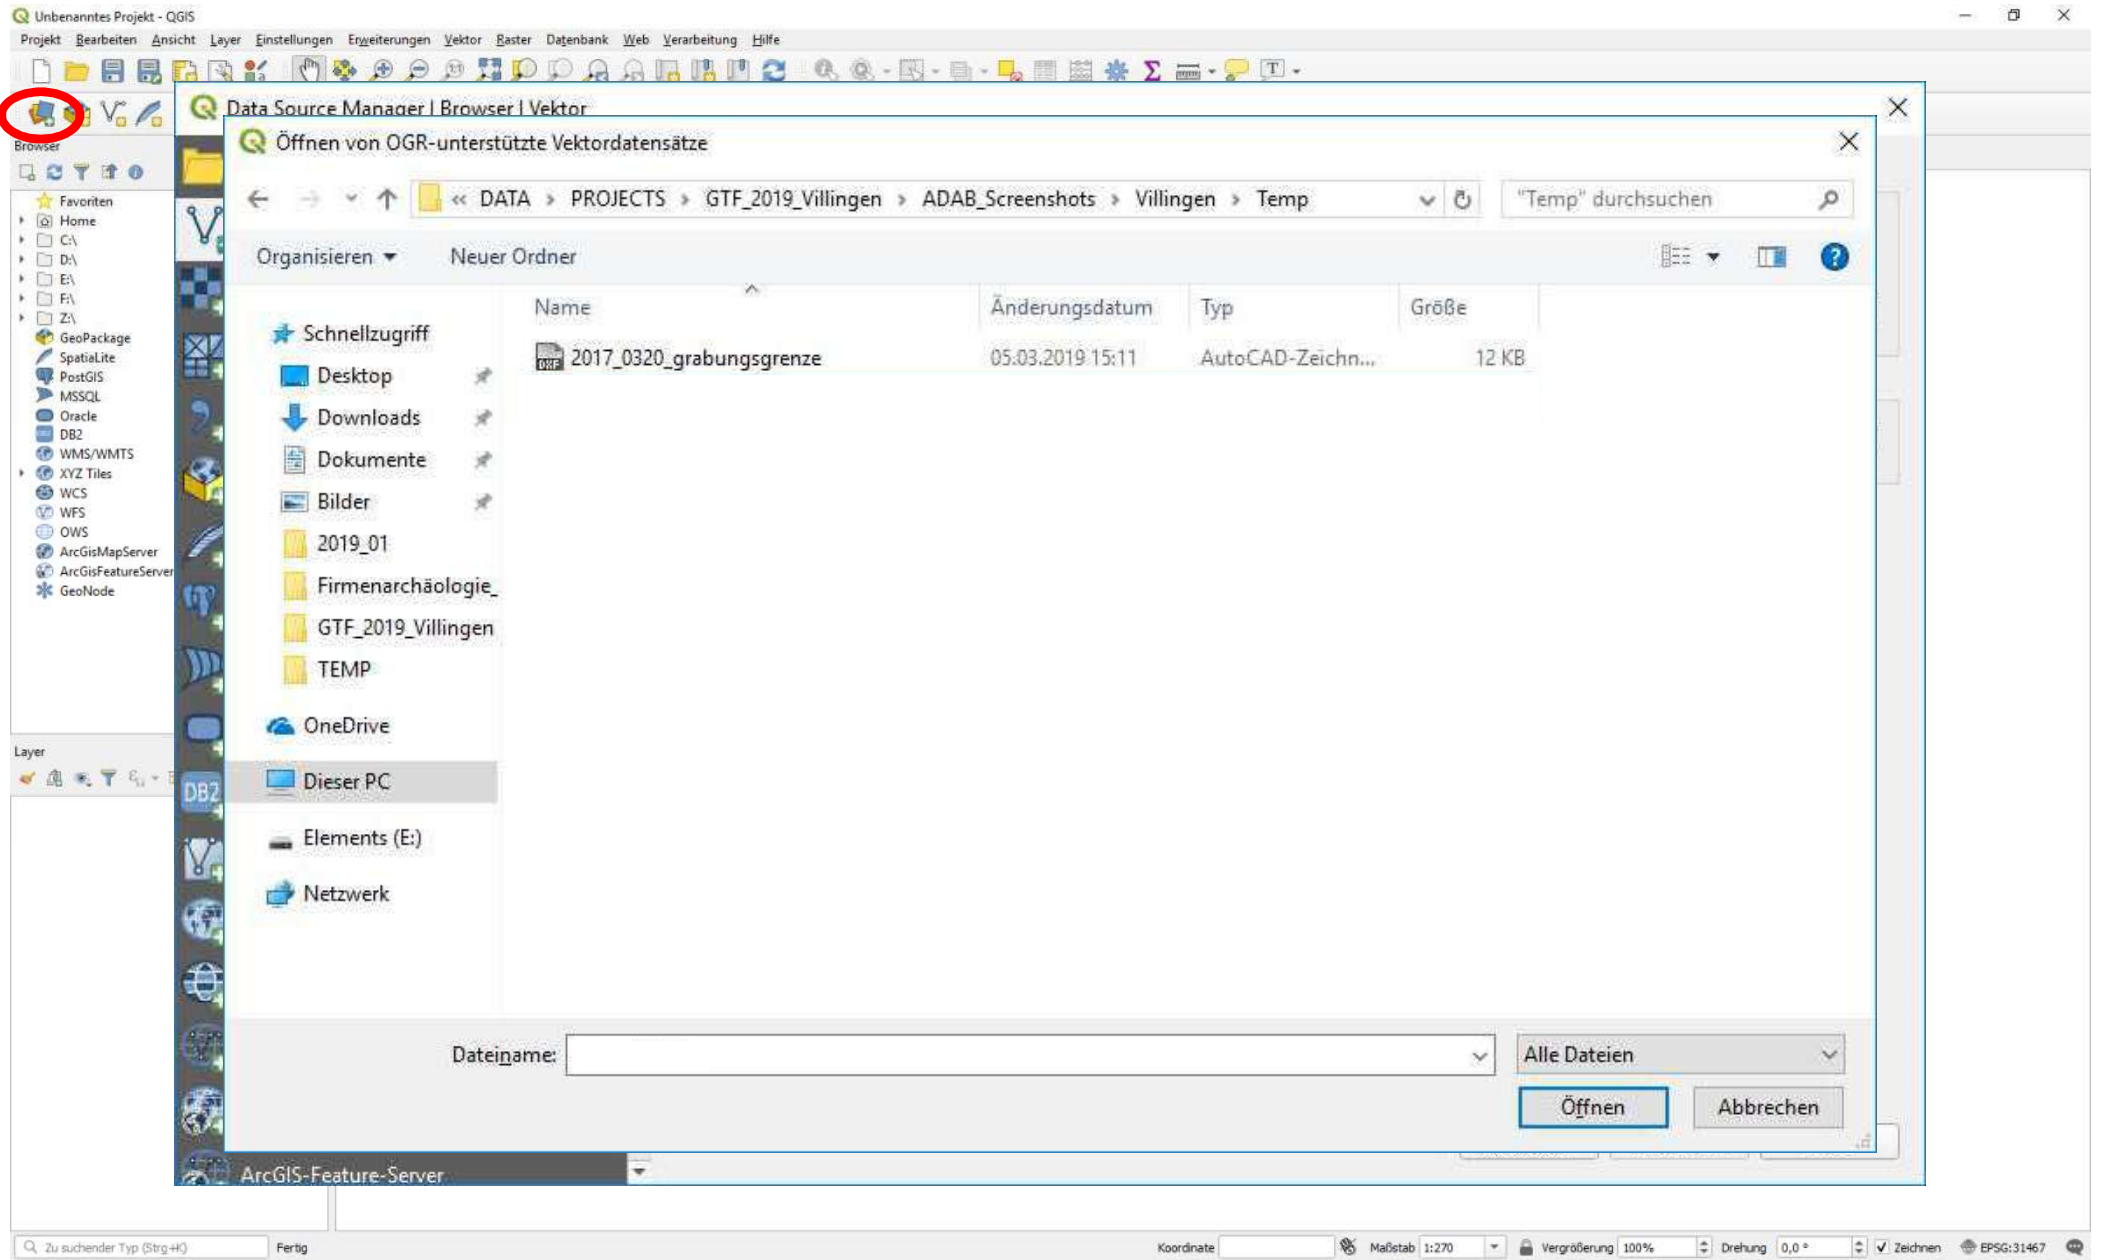 Unbenanntes Projekt - QGIS
Projekt Bearbeiten Ansicht Layer Einstellungen Erweiterungen Vektor Raster Datenbank Web Verarbeitung Hilfe
Data Source Manager | Browser | Vektor
Öffnen von OGR-unterstützte Vektordatensätze
« DATA › PROJECTS › GTF_2019_Villingen › ADAB_Screenshots › Villingen › Temp
"Temp" durchsuchen
Organisieren
Neuer Ordner
Name
Änderungsdatum
Typ
Größe
2017_0320_grabungsgrenze
05.03.2019 15:11
AutoCAD-Zeichn...
12 KB
Schnellzugriff
Desktop
Downloads
Dokumente
Bilder
2019_01
Firmenarchäologie_
GTF_2019_Villingen
TEMP
OneDrive
Dieser PC
Elements (E:)
Netzwerk
Dateiname:
Alle Dateien
Öffnen
Abbrechen
DB2
ArcGIS-Feature-Server
Browser
Favoriten
Home
C:\
D:\
E:\
F:\
Z:\
GeoPackage
SpatiaLite
PostGIS
MSSQL
Oracle
DB2
WMS/WMTS
XYZ Tiles
WCS
WFS
OWS
ArcGisMapServer
ArcGisFeatureServer
GeoNode
Layer
Zu suchender Typ (Strg+K)
Fertig
Koordinate
Maßstab 1:270
Vergrößerung 100%
Drehung 0,0 °
Zeichnen
EPSG:31467